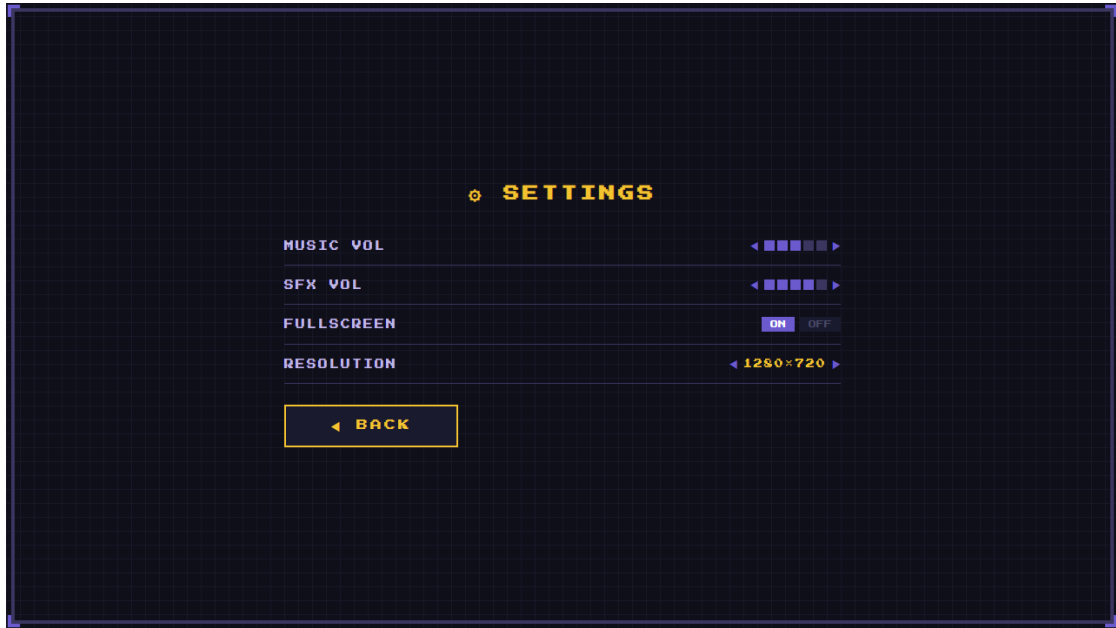 ⚙ SETTINGS
MUSIC VOL
SFX VOL
FULLSCREEN ON OFF
RESOLUTION ◀ 1280×720 ▶
◀ BACK